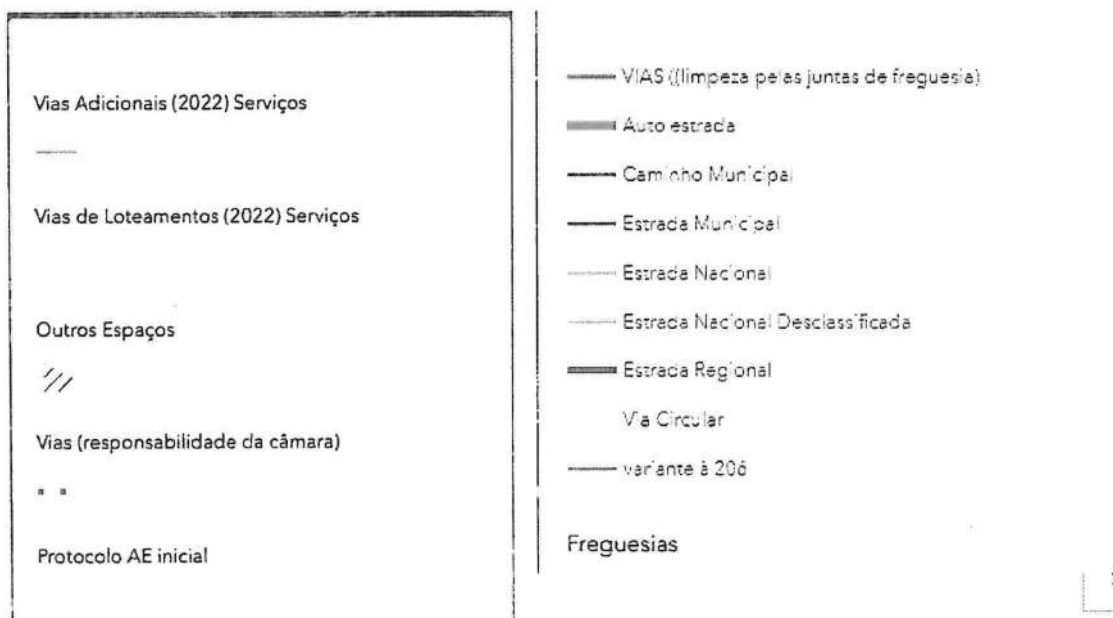 Vias Adicionais (2022) Serviços
Vias de Loteamentos (2022) Serviços
Outros Espaços
Vias (responsabilidade da câmara)
Protocolo AE inicial
VIAS ((limpeza pelas juntas de freguesia)
Auto estrada
Caminho Municipal
Estrada Municipal
Estrada Nacional
Estrada Nacional Desclassificada
Estrada Regional
Via Circular
variante à 206
Freguesias